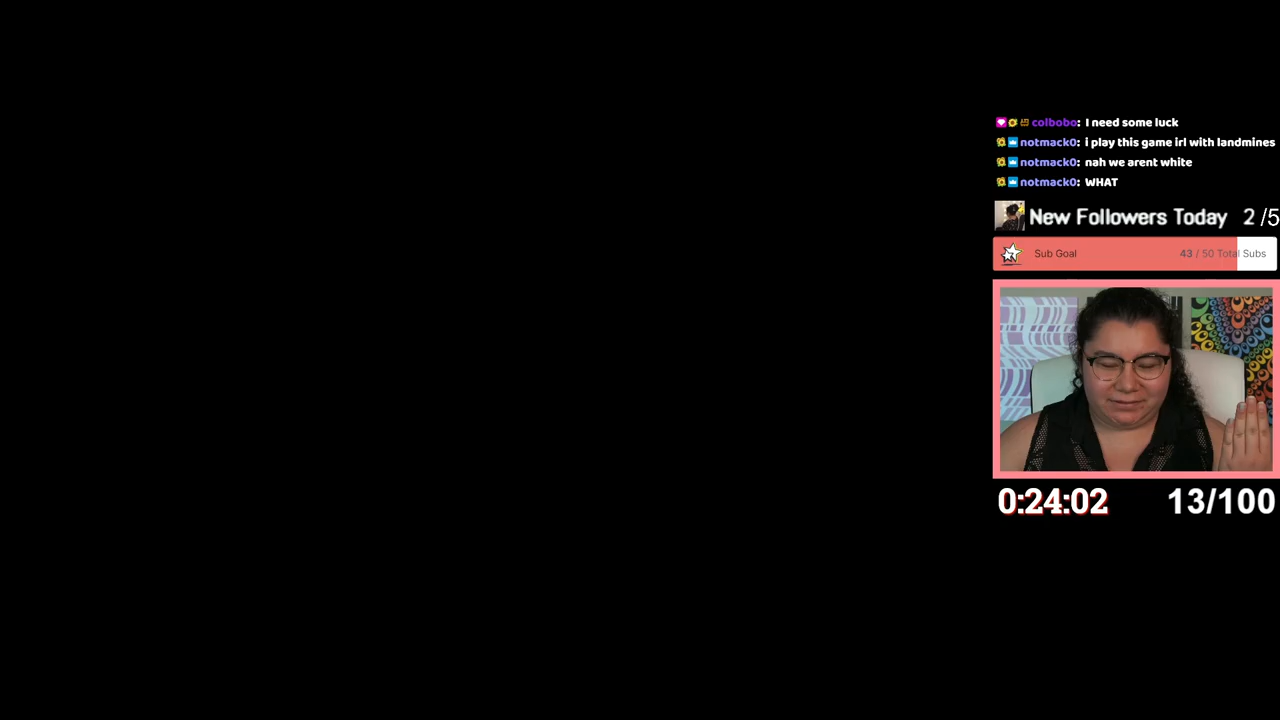 colbobo: I need some luck
notmack0: i play this game irl with landmines
notmack0: nah we arent white
notmack0: WHAT
New Followers Today 2 /5
Sub Goal 43 / 50 Total Subs
0:24:02 13/100